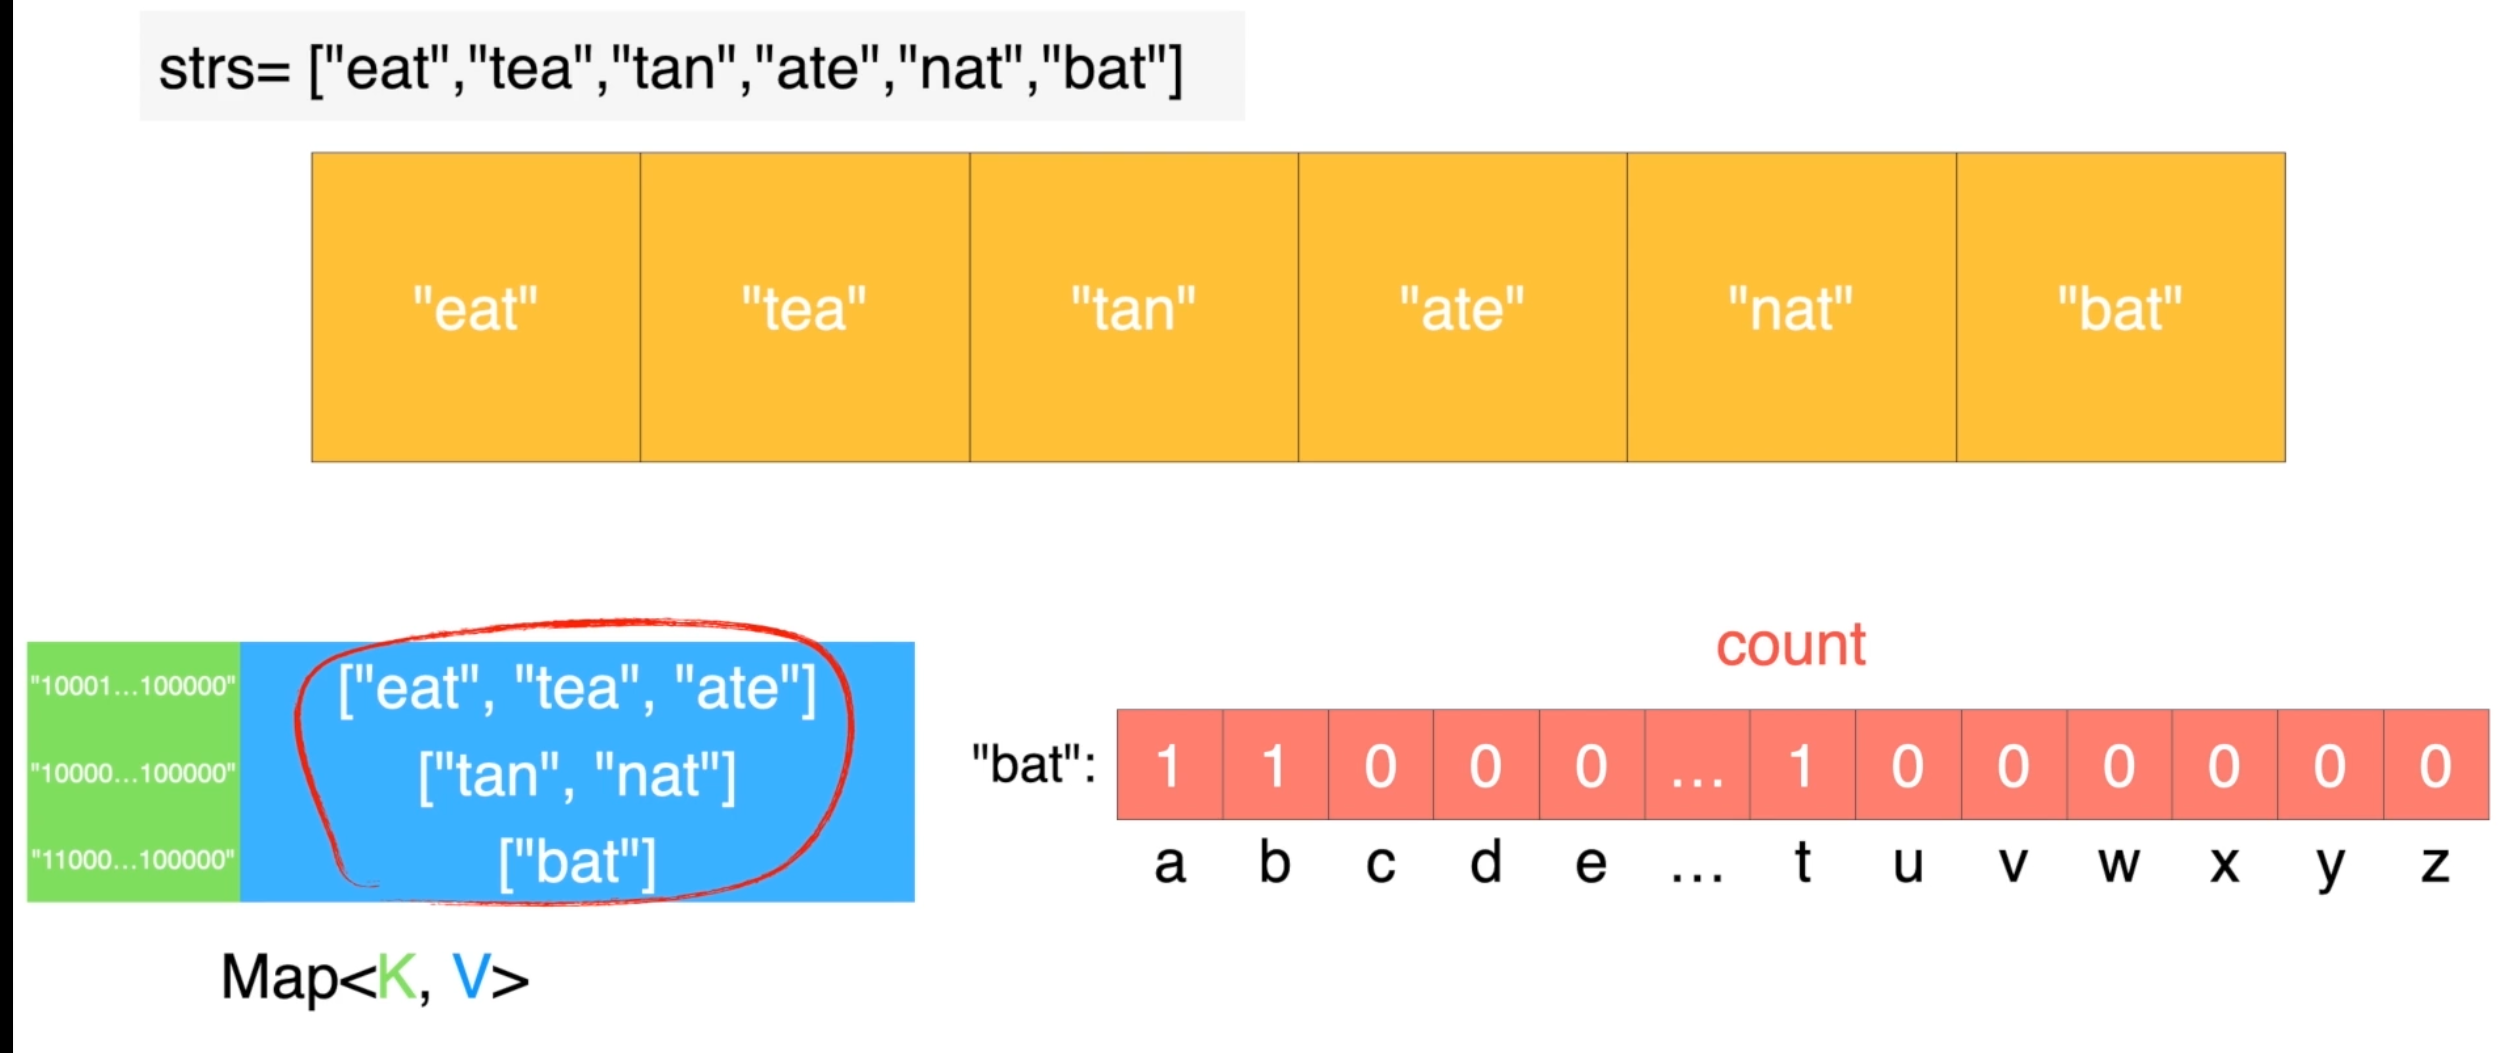 strs= ["eat","tea","tan","ate","nat","bat"]
"eat" "tea" "tan" "ate" "nat" "bat"
"10001...100000" ["eat", "tea", "ate"]
"10000...100000" ["tan", "nat"]
"11000...100000" ["bat"]
Map<K, V>
count
"bat": 1 1 0 0 0 ... 1 0 0 0 0 0 0
a b c d e ... t u v w x y z